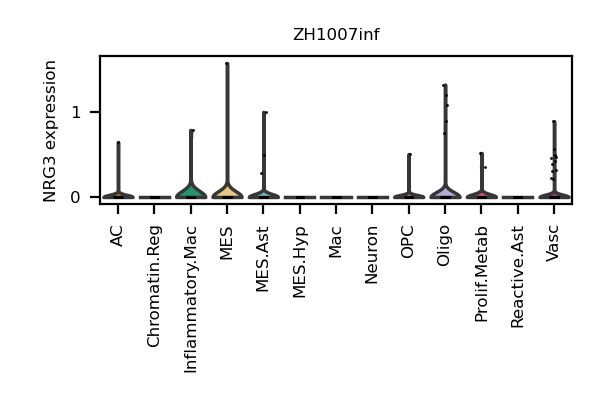 ZH1007inf
NRG3 expression
1
0
AC
Chromatin.Reg
Inflammatory.Mac
MES
MES.Ast
MES.Hyp
Mac
Neuron
OPC
Oligo
Prolif.Metab
Reactive.Ast
Vasc